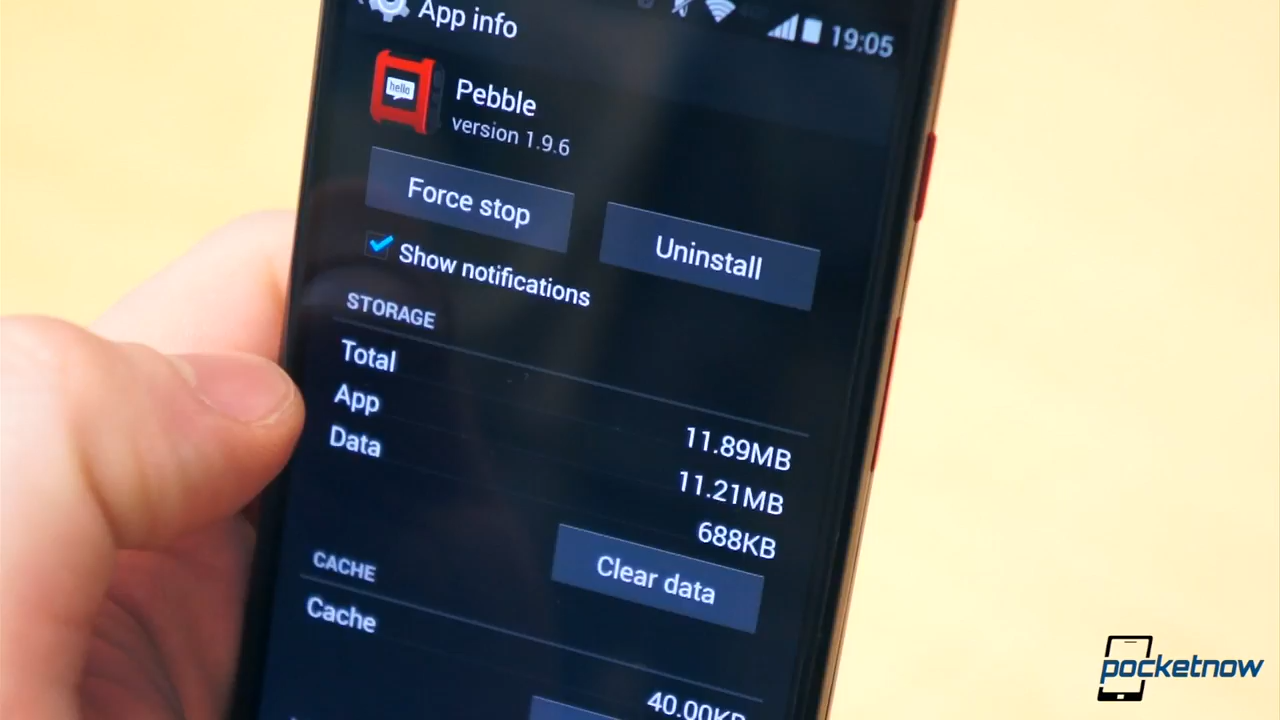 App info
19:05
hello
Pebble
version 1.9.6
Force stop
Uninstall
Show notifications
STORAGE
Total
11.89MB
App
11.21MB
Data
688KB
Clear data
CACHE
Cache
40.00KB
pocketnow